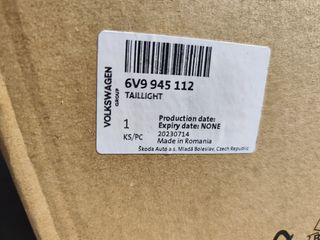 VOLKSWAGEN
GROUP
6V9 945 112
TAILLIGHT
1
KS/PC
Production date:
Expiry date: NONE
20230714
Made in Romania
Škoda Auto a.s. Mladá Boleslav, Czech Republic